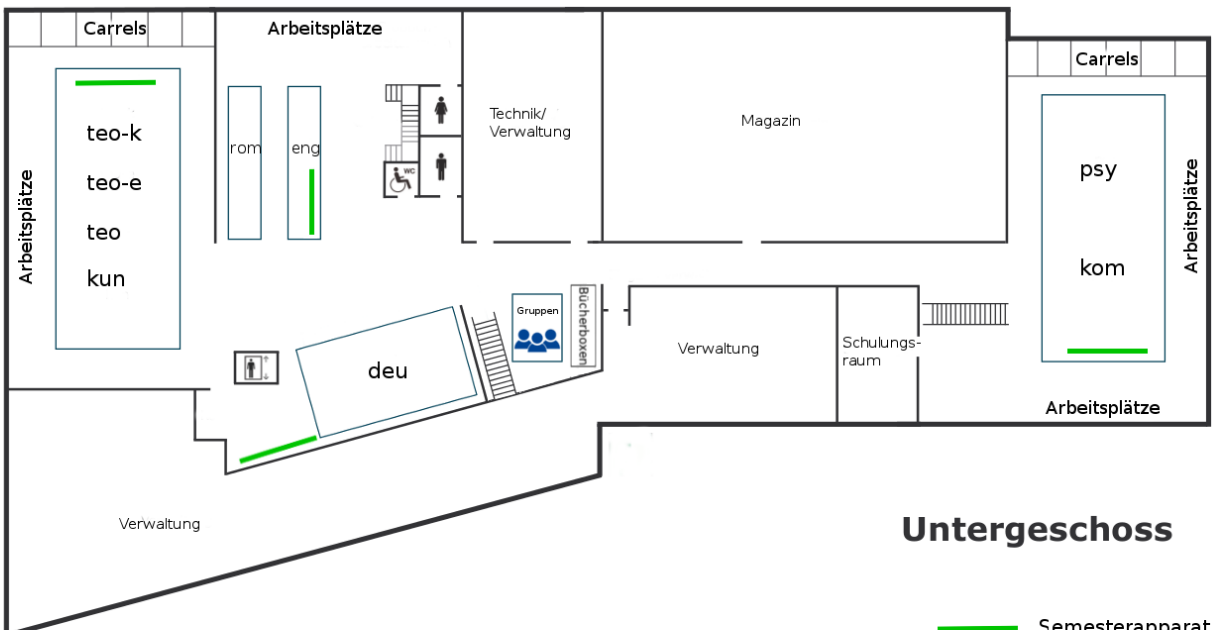 Carrels
Arbeitsplätze
Carrels
teo-k
teo-e
teo
kun
Arbeitsplätze
rom
eng
WC
Technik/
Verwaltung
Magazin
psy
kom
Arbeitsplätze
Arbeitsplätze
Gruppen
Bücherboxen
deu
Verwaltung
Schulungs-
raum
Verwaltung
Untergeschoss
Semesterapparat